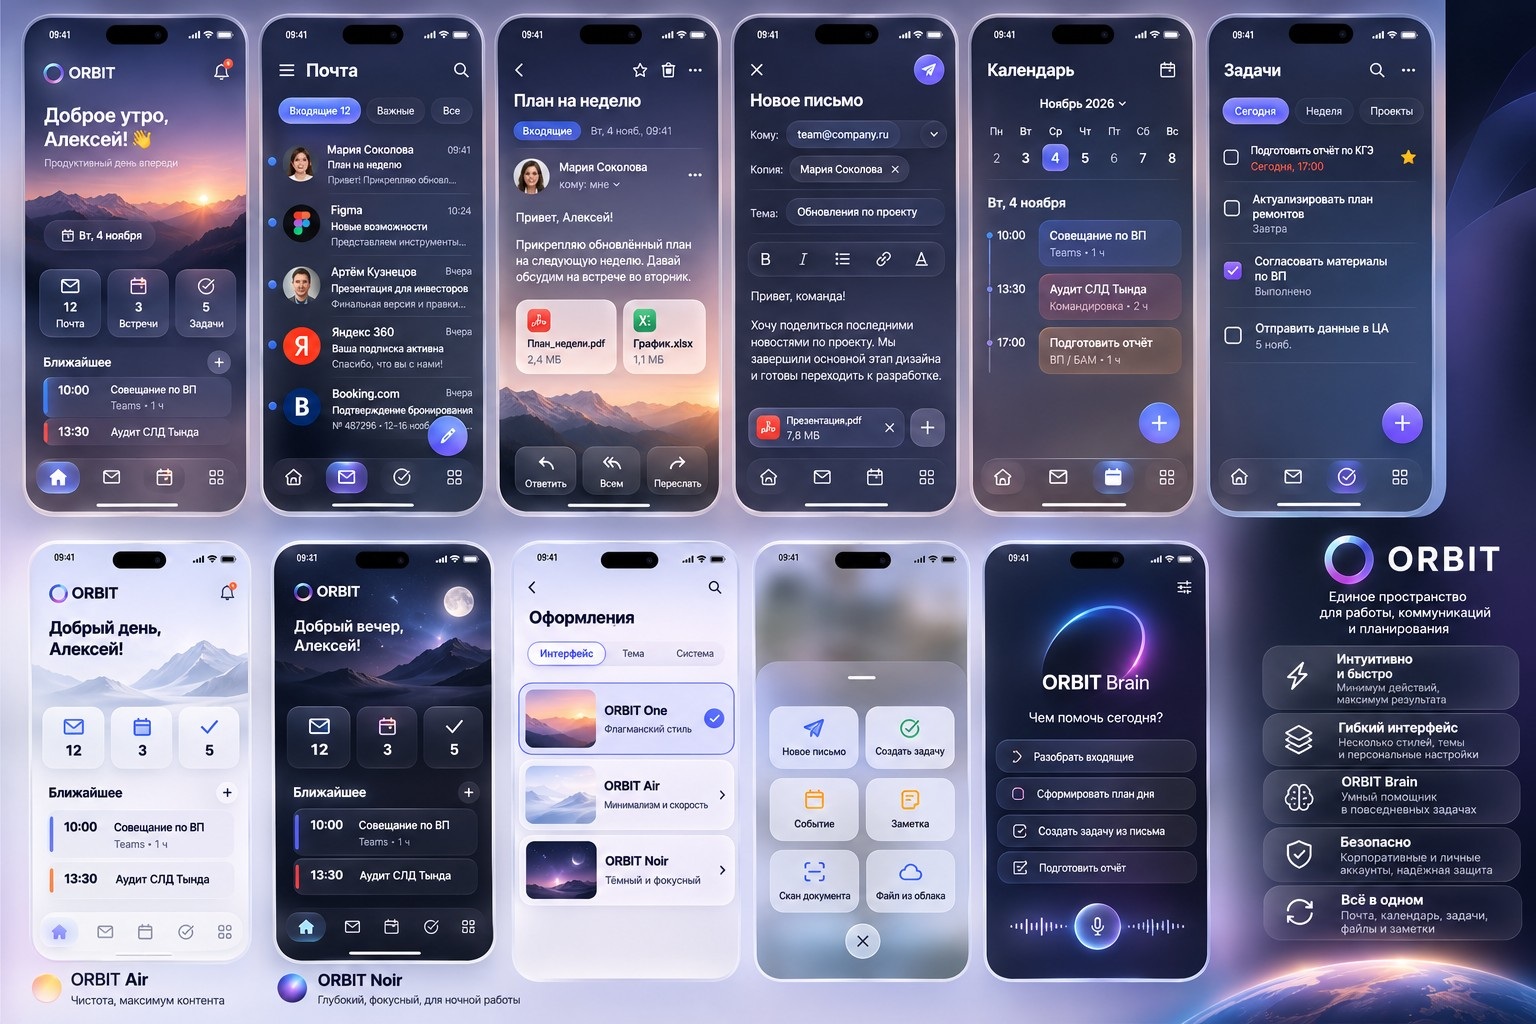 09:41
ORBIT
Доброе утро,
Алексей! 👋
Продуктивный день впереди
Вт, 4 ноября
12
Почта
3
Встречи
5
Задачи
Ближайшее
10:00
Совещание по ВП
Teams • 1 ч
13:30
Аудит СЛД Тында
09:41
Почта
Входящие 12
Важные
Все
Мария Соколова
09:41
План на неделю
Привет! Прикрепляю обновл...
Figma
10:24
Новые возможности
Представляем инструменты...
Артём Кузнецов
Вчера
Презентация для инвесторов
Финальная версия и правки...
Я
Яндекс 360
Вчера
Ваша подписка активна
Спасибо, что вы с нами!
B
Booking.com
Вчера
Подтверждение бронирования
№ 487296 • 12–16 нояб
09:41
План на неделю
Входящие
Вт, 4 нояб., 09:41
Мария Соколова
кому: мне
Привет, Алексей!
Прикрепляю обновлённый план
на следующую неделю. Давай
обсудим на встрече во вторник.
План_недели.pdf
2,4 МБ
X
График.xlsx
1,1 МБ
Ответить
Всем
Переслать
09:41
Новое письмо
Кому:
team@company.ru
Копия:
Мария Соколова
Тема:
Обновления по проекту
B
I
A
Привет, команда!
Хочу поделиться последними
новостями по проекту. Мы
завершили основной этап дизайна
и готовы переходить к разработке.
Презентация.pdf
7,8 МБ
09:41
Календарь
Ноябрь 2026
Пн Вт Ср Чт Пт Сб Вс
2 3 4 5 6 7 8
Вт, 4 ноября
10:00
Совещание по ВП
Teams • 1 ч
13:30
Аудит СЛД Тында
Командировка • 2 ч
17:00
Подготовить отчёт
ВП / БАМ • 1 ч
09:41
Задачи
Сегодня
Неделя
Проекты
Подготовить отчёт по КГЭ
Сегодня, 17:00
Актуализировать план
ремонтов
Завтра
Согласовать материалы
по ВП
Выполнено
Отправить данные в ЦА
5 нояб.
09:41
ORBIT
Добрый день,
Алексей!
12
3
5
Ближайшее
10:00
Совещание по ВП
Teams • 1 ч
13:30
Аудит СЛД Тында
ORBIT Air
Чистота, максимум контента
09:41
ORBIT
Добрый вечер,
Алексей!
12
3
5
Ближайшее
10:00
Совещание по ВП
Teams • 1 ч
13:30
Аудит СЛД Тында
ORBIT Noir
Глубокий, фокусный, для ночной работы
09:41
Оформления
Интерфейс
Тема
Система
ORBIT One
Флагманский стиль
ORBIT Air
Минимализм и скорость
ORBIT Noir
Тёмный и фокусный
09:41
Новое письмо
Создать задачу
Событие
Заметка
Скан документа
Файл из облака
09:41
ORBIT Brain
Чем помочь сегодня?
Разобрать входящие
Сформировать план дня
Создать задачу из письма
Подготовить отчёт
ORBIT
Единое пространство
для работы, коммуникаций
и планирования
Интуитивно
и быстро
Минимум действий,
максимум результата
Гибкий интерфейс
Несколько стилей, темы
и персональные настройки
ORBIT Brain
Умный помощник
в повседневных задачах
Безопасно
Корпоративные и личные
аккаунты, надёжная защита
Всё в одном
Почта, календарь, задачи,
файлы и заметки